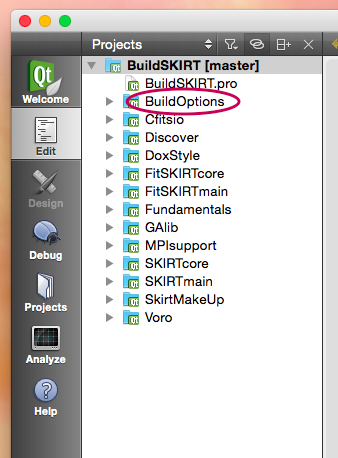 Projects
Qt
Welcome
Edit
Design
Debug
Projects
Analyze
Help
BuildSKIRT [master]
BuildSKIRT.pro
BuildOptions
Cfitsio
Discover
DoxStyle
FitSKIRTcore
FitSKIRTmain
Fundamentals
GAlib
MPIsupport
SKIRTcore
SKIRTmain
SkirtMakeUp
Voro